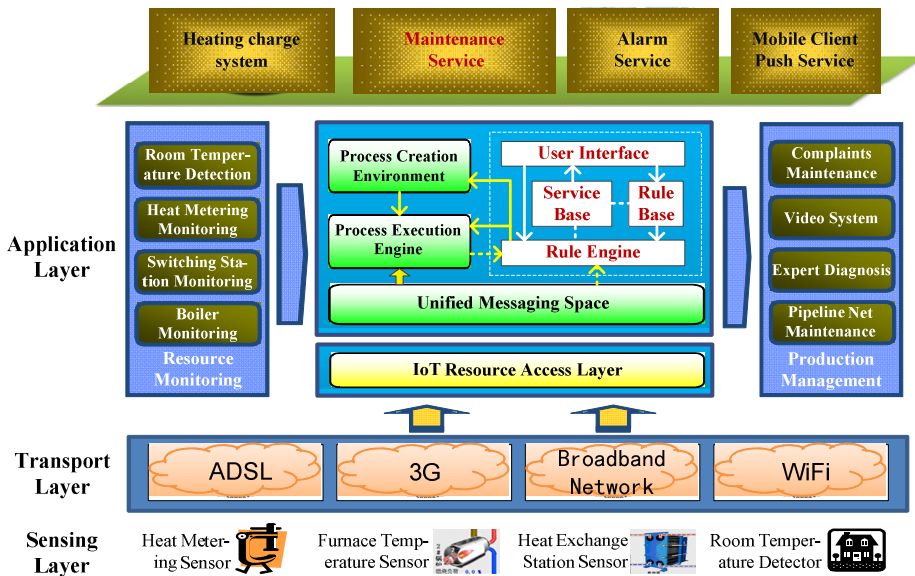 Heating charge
system
Maintenance
Service
Alarm
Service
Mobile Client
Push Service
Application
Layer
Room Temper-
ature Detection
Heat Metering
Monitoring
Switching Sta-
tion Monitoring
Boiler
Monitoring
Resource
Monitoring
Process Creation
Environment
Process Execution
Engine
User Interface
Service
Base
Rule
Base
Rule Engine
Unified Messaging Space
IoT Resource Access Layer
Complaints
Maintenance
Video System
Expert Diagnosis
Pipeline Net
Maintenance
Production
Management
Transport
Layer
ADSL
3G
Broadband
Network
WiFi
Sensing
Layer
Heat Meter-
ing Sensor
Furnace Temp-
erature Sensor
Heat Exchange
Station Sensor
Room Temper-
ature Detector